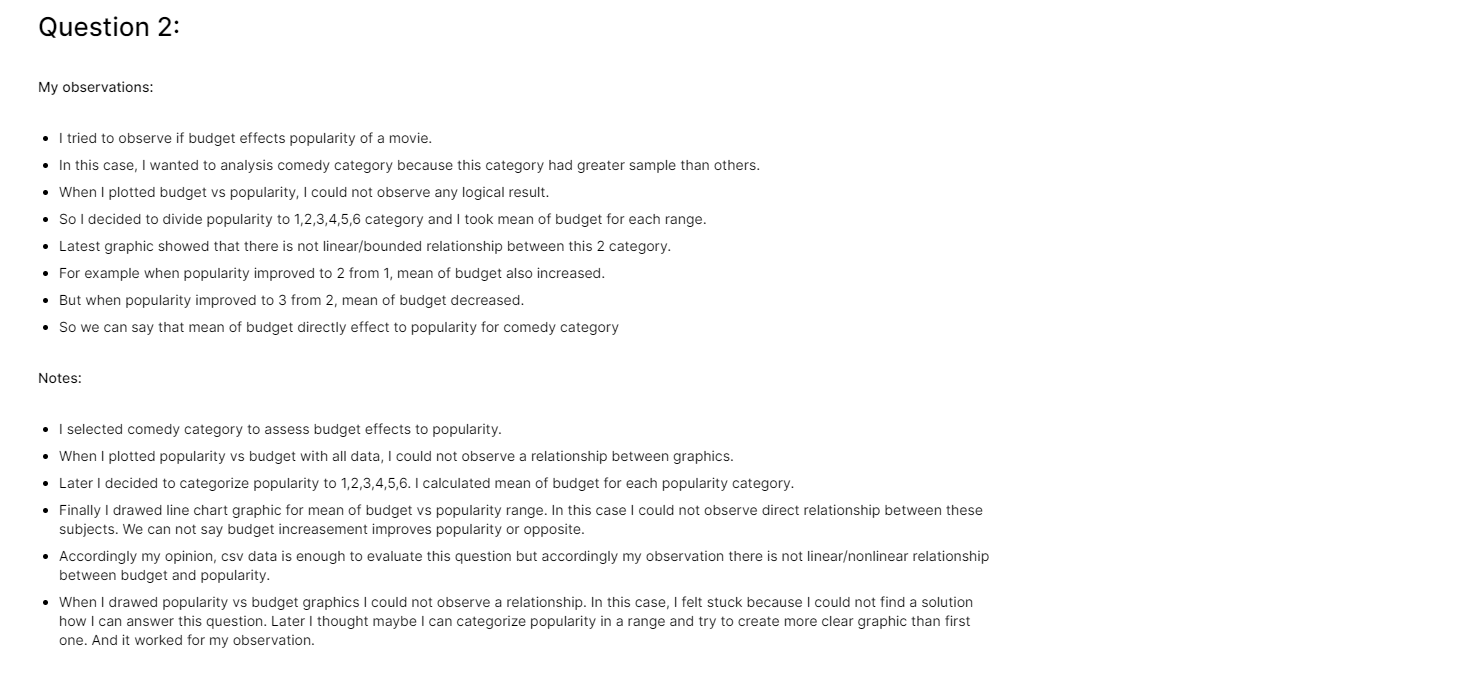 Question 2:
My observations:
I tried to observe if budget effects popularity of a movie.
In this case, I wanted to analysis comedy category because this category had greater sample than others.
When I plotted budget vs popularity, I could not observe any logical result.
So I decided to divide popularity to 1,2,3,4,5,6 category and I took mean of budget for each range.
Latest graphic showed that there is not linear/bounded relationship between this 2 category.
For example when popularity improved to 2 from 1, mean of budget also increased.
But when popularity improved to 3 from 2, mean of budget decreased.
So we can say that mean of budget directly effect to popularity for comedy category
Notes:
I selected comedy category to assess budget effects to popularity.
When I plotted popularity vs budget with all data, I could not observe a relationship between graphics.
Later I decided to categorize popularity to 1,2,3,4,5,6. I calculated mean of budget for each popularity category.
Finally I drawed line chart graphic for mean of budget vs popularity range. In this case I could not observe direct relationship between these
subjects. We can not say budget increasement improves popularity or opposite.
Accordingly my opinion, csv data is enough to evaluate this question but accordingly my observation there is not linear/nonlinear relationship
between budget and popularity.
When I drawed popularity vs budget graphics I could not observe a relationship. In this case, I felt stuck because I could not find a solution
how I can answer this question. Later I thought maybe I can categorize popularity in a range and try to create more clear graphic than first
one. And it worked for my observation.